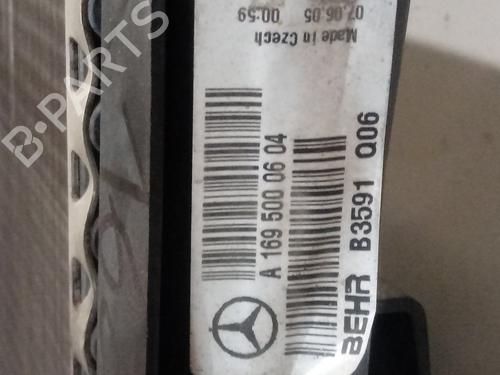 07.06.05 00:59
Made in Czech
A 169 500 06 04
BEHR B3591 Q06
B-PARTS